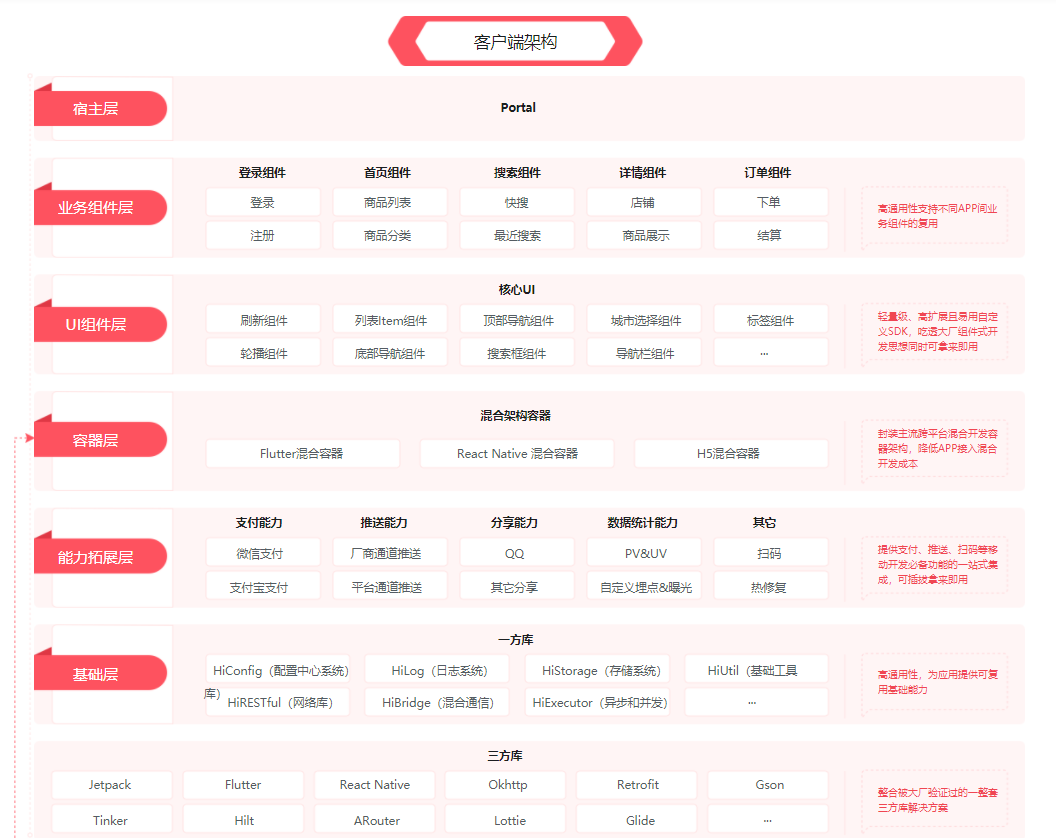 客户端架构
宿主层
Portal
业务组件层
登录组件 首页组件 搜索组件 详情组件 订单组件
登录 商品列表 快搜 店铺 下单
注册 商品分类 最近搜索 商品展示 结算
高通用性支持不同APP间业
务组件的复用
UI组件层
核心UI
刷新组件 列表Item组件 顶部导航组件 城市选择组件 标签组件
轮播组件 底部导航组件 搜索框组件 导航栏组件 ...
轻量级、高扩展且易用自定
义SDK，吃透大厂组件式开
发思想同时可拿来即用
容器层
混合架构容器
Flutter混合容器 React Native 混合容器 H5混合容器
封装主流跨平台混合开发容
器架构，降低APP接入混合
开发成本
能力拓展层
支付能力 推送能力 分享能力 数据统计能力 其它
微信支付 厂商通道推送 QQ PV&UV 扫码
支付宝支付 平台通道推送 其它分享 自定义埋点&曝光 热修复
提供支付、推送、扫码等移
动开发必备功能的一站式集
成，可插拔拿来即用
基础层
一方库
HiConfig（配置中心系统） HiLog（日志系统） HiStorage（存储系统） HiUtil（基础工具
库） HiRESTful（网络库） HiBridge（混合通信） HiExecutor（异步和并发） ...
高通用性，为应用提供可复
用基础能力
三方库
Jetpack Flutter React Native Okhttp Retrofit Gson
Tinker Hilt ARouter Lottie Glide ...
整合被大厂验证过的一整套
三方库解决方案